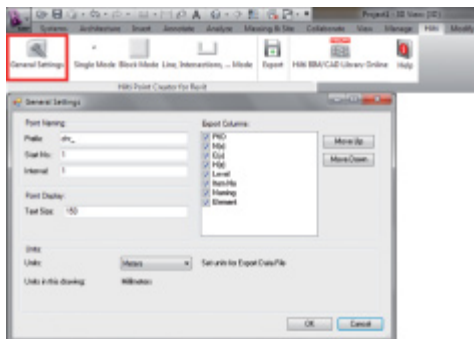 Project1 - 3D View: {3D}
Systems Architecture Insert Annotate Analyze Massing & Site Collaborate View Manage Hilti Modify
General Settings Single Mode Block Mode Line, Intersections, ... Mode Export Hilti BIM/CAD Library Online Help
Hilti Point Creator for Revit
General Settings
Point Naming:
Prefix:
Start No.: 1
Interval: 1
Point Display:
Text Size: 150
Export Columns:
PNO
N(x)
E(y)
H(z)
Level
Item No
Naming
Element
Move Up
Move Down
Units:
Units: Meters Set units for Export Data File
Units in this drawing: Millimeters
OK Cancel